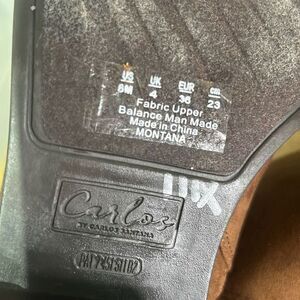 US UK EUR cm
6M 4 36 23
Fabric Upper
Balance Man Made
Made in China
MONTANA
Carlos
BY CARLOS SANTANA